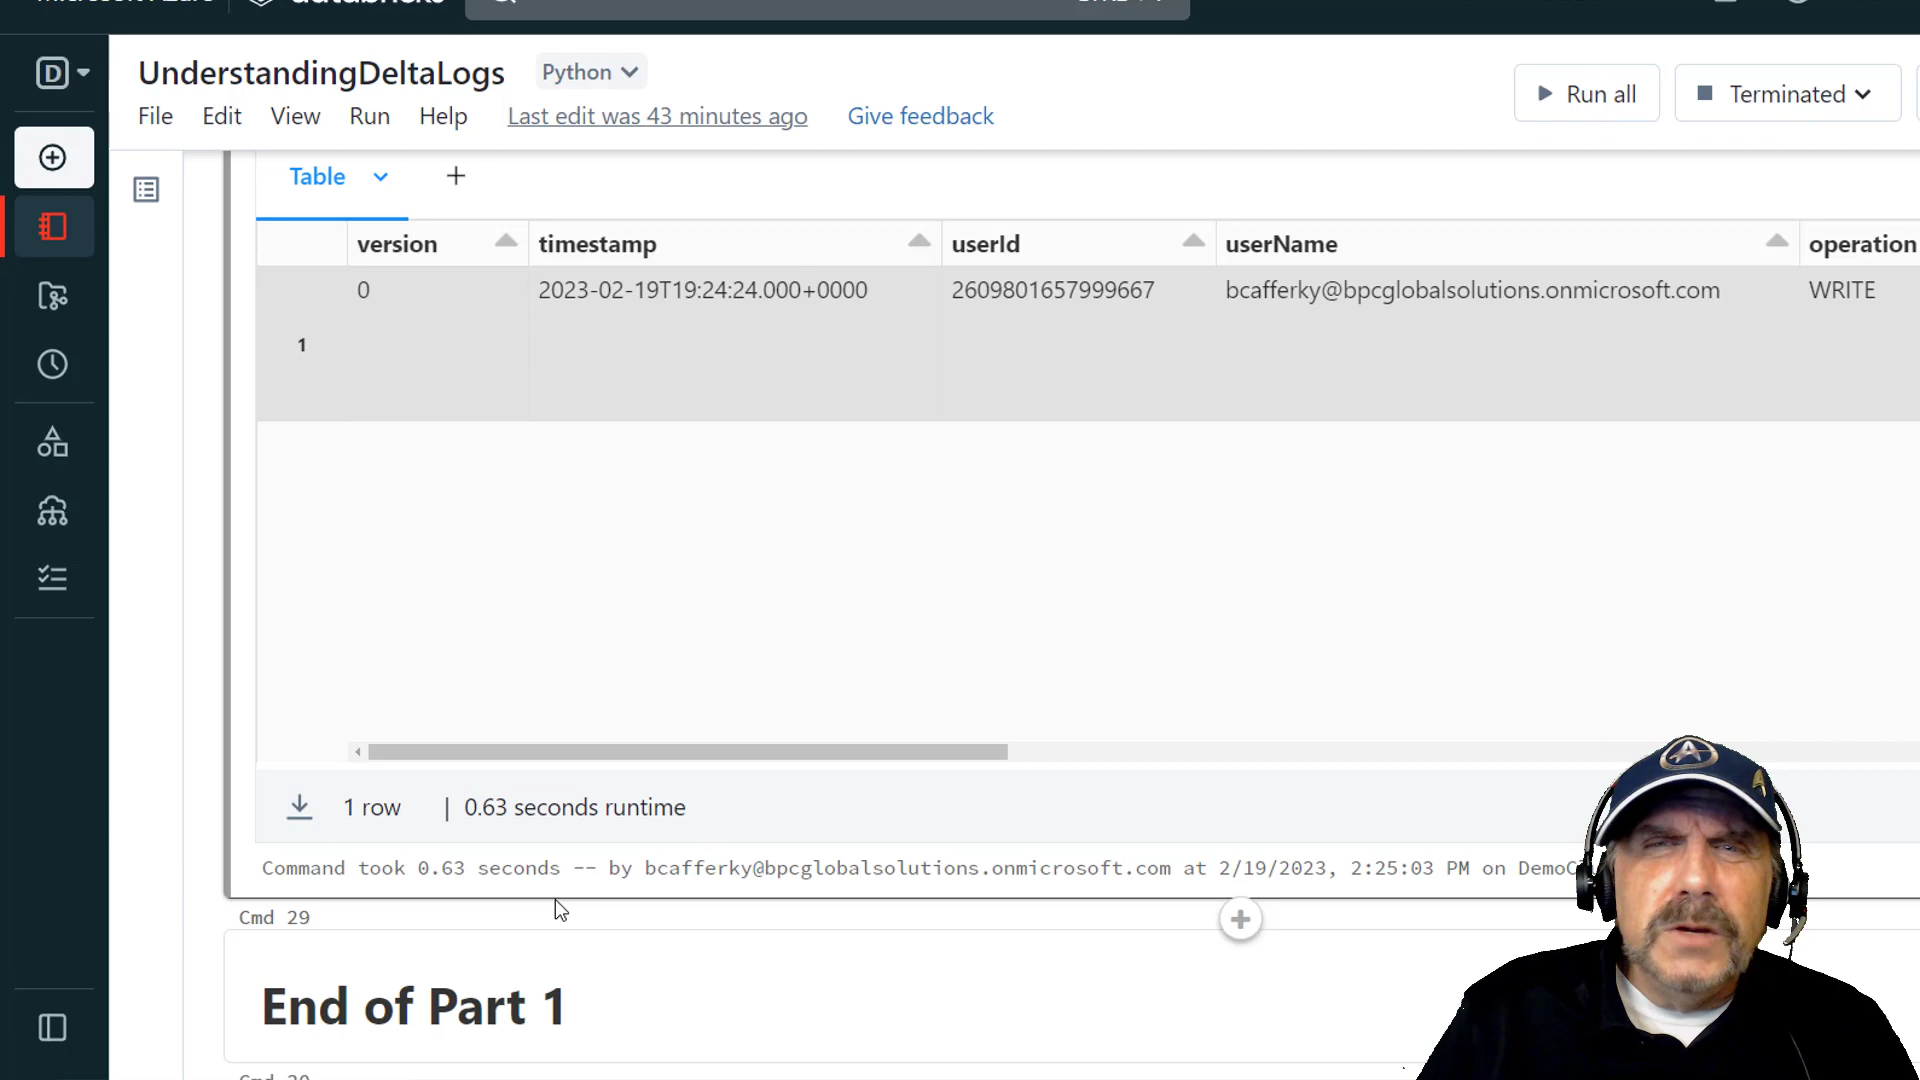 Microsoft Azure
databricks
UnderstandingDeltaLogs
Python
File Edit View Run Help Last edit was 43 minutes ago Give feedback
Run all
Terminated
Table
version timestamp userId userName operation
0 2023-02-19T19:24:24.000+0000 2609801657999667 bcafferky@bpcglobalsolutions.onmicrosoft.com WRITE
1
1 row | 0.63 seconds runtime
Command took 0.63 seconds -- by bcafferky@bpcglobalsolutions.onmicrosoft.com at 2/19/2023, 2:25:03 PM on
Cmd 29
End of Part 1